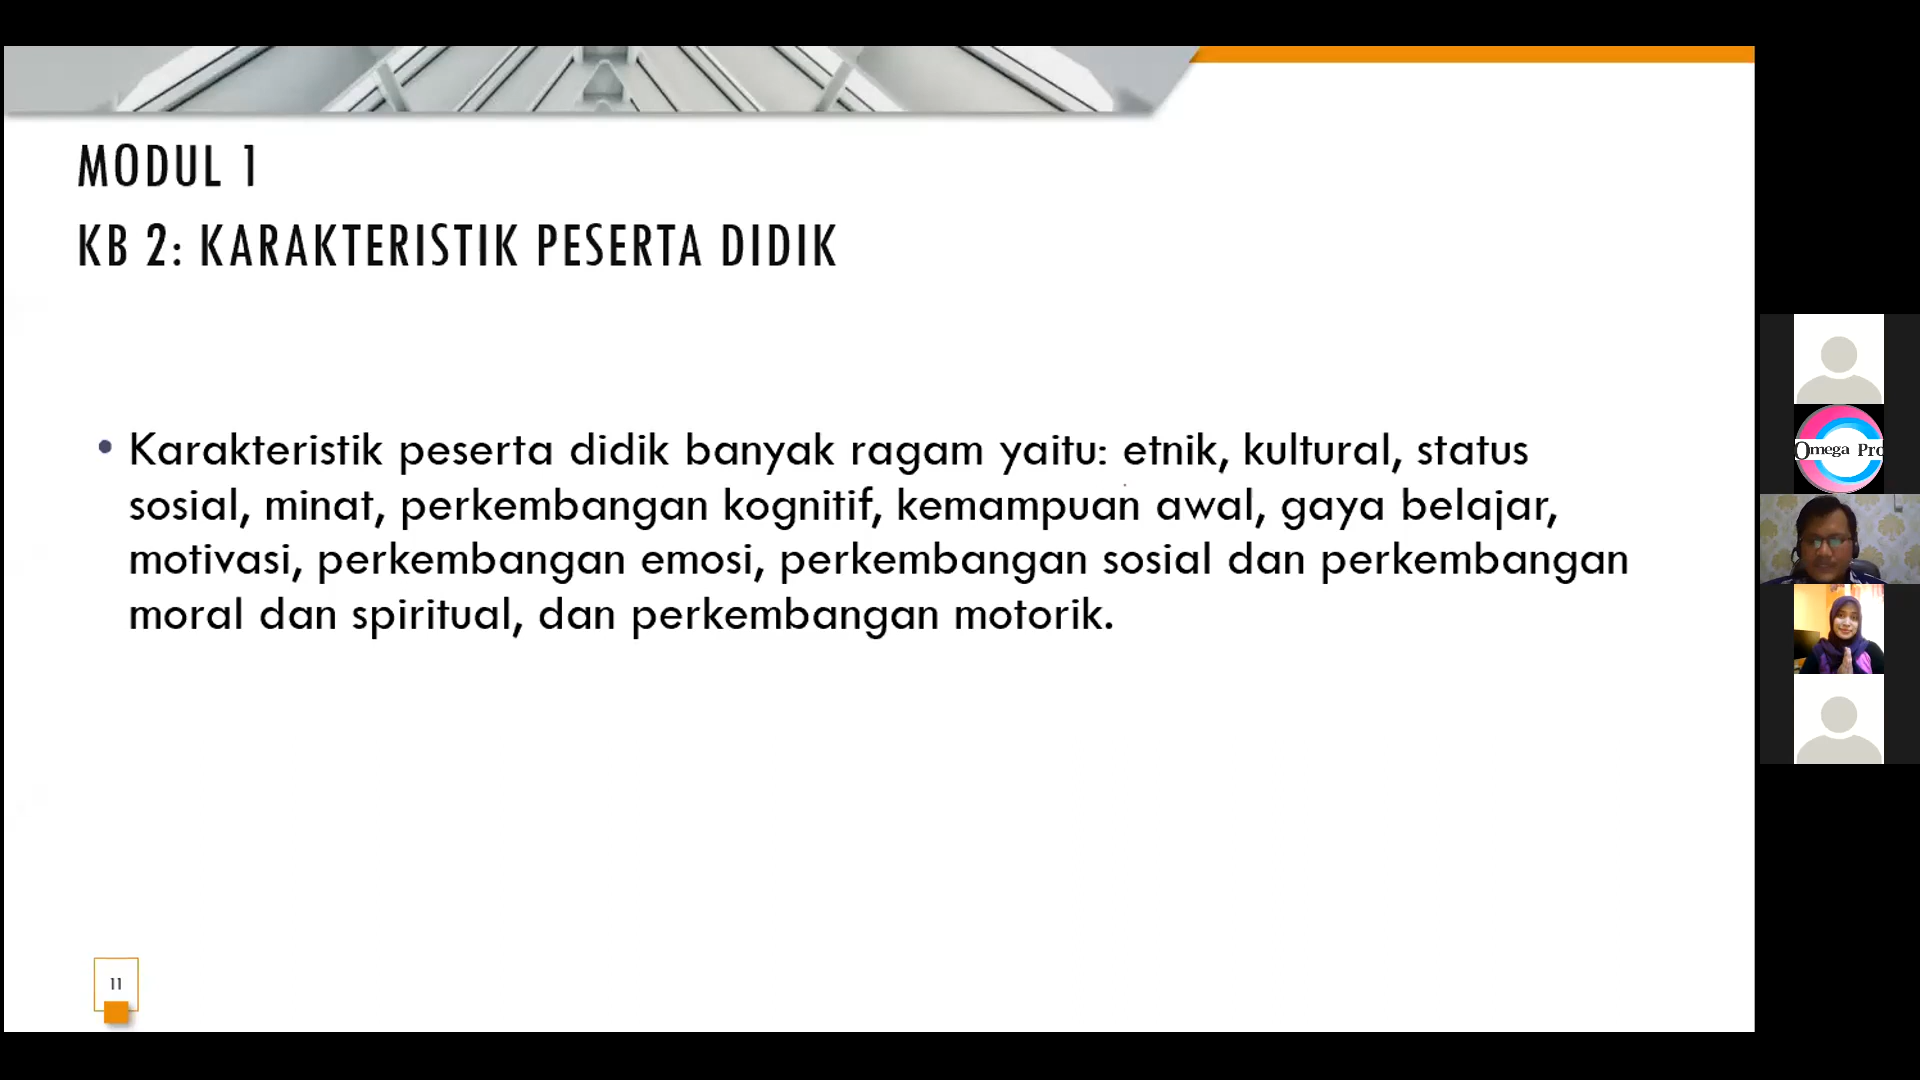 MODUL 1
KB 2: KARAKTERISTIK PESERTA DIDIK
• Karakteristik peserta didik banyak ragam yaitu: etnik, kultural, status
sosial, minat, perkembangan kognitif, kemampuan awal, gaya belajar,
motivasi, perkembangan emosi, perkembangan sosial dan perkembangan
moral dan spiritual, dan perkembangan motorik.
11
Omega Pro